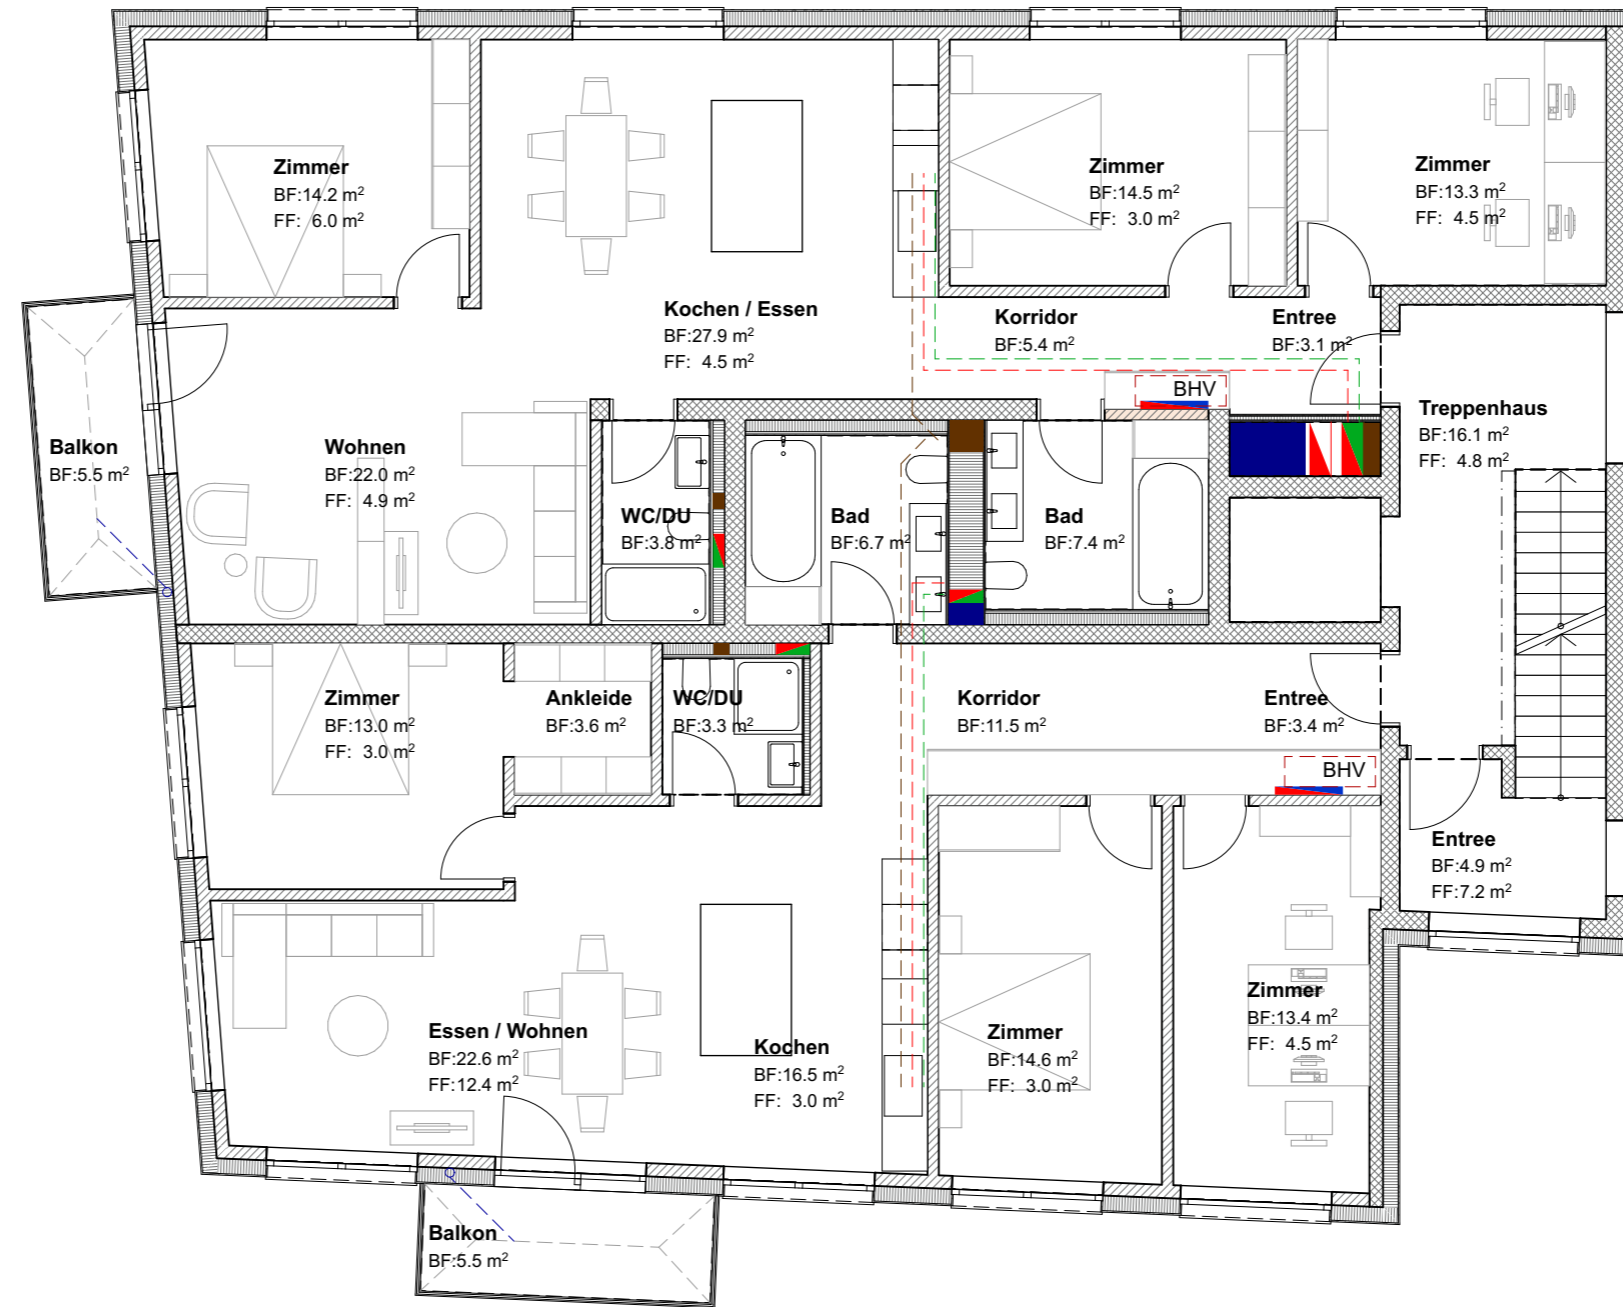 Zimmer
BF:14.2 m²
FF: 6.0 m²
Zimmer
BF:14.5 m²
FF: 3.0 m²
Zimmer
BF:13.3 m²
FF: 4.5 m²
Kochen / Essen
BF:27.9 m²
FF: 4.5 m²
Korridor
BF:5.4 m²
Entree
BF:3.1 m²
BHV
Treppenhaus
BF:16.1 m²
FF: 4.8 m²
Balkon
BF:5.5 m²
Wohnen
BF:22.0 m²
FF: 4.9 m²
WC/DU
BF:3.8 m²
Bad
BF:6.7 m²
Bad
BF:7.4 m²
Zimmer
BF:13.0 m²
FF: 3.0 m²
Ankleide
BF:3.6 m²
WC/DU
BF:3.3 m²
Korridor
BF:11.5 m²
Entree
BF:3.4 m²
BHV
Entree
BF:4.9 m²
FF:7.2 m²
Essen / Wohnen
BF:22.6 m²
FF:12.4 m²
Kochen
BF:16.5 m²
FF: 3.0 m²
Zimmer
BF:14.6 m²
FF: 3.0 m²
Zimmer
BF:13.4 m²
FF: 4.5 m²
Balkon
BF:5.5 m²